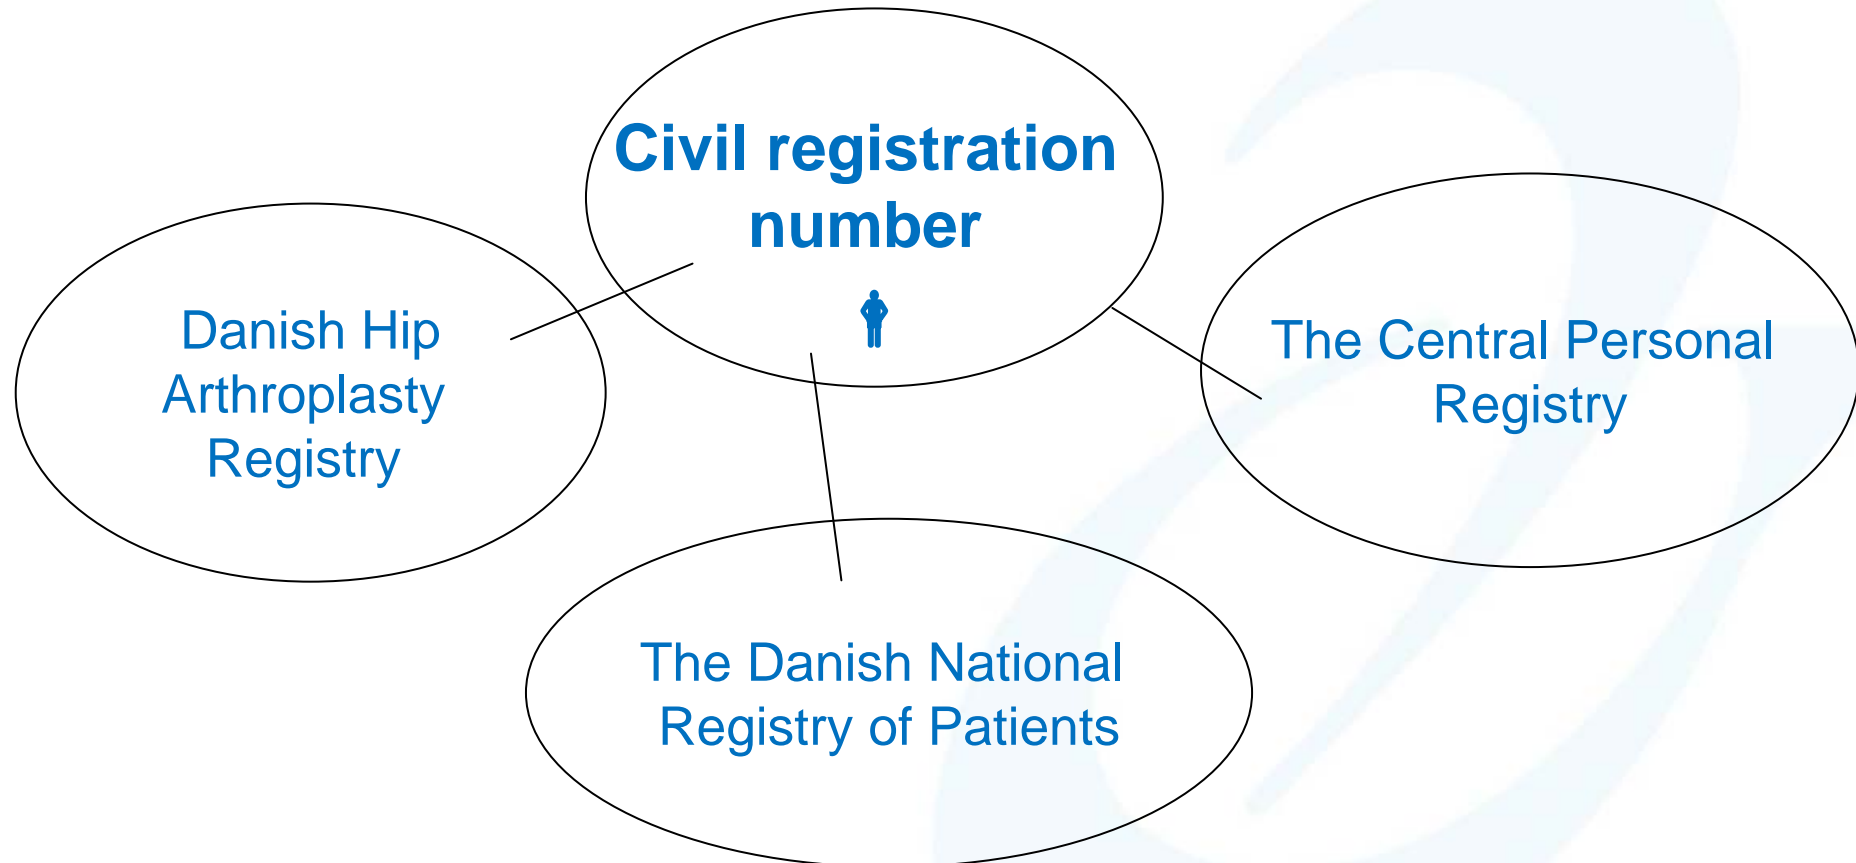 Civil registration
number
Danish Hip
Arthroplasty
Registry
The Central Personal
Registry
The Danish National
Registry of Patients